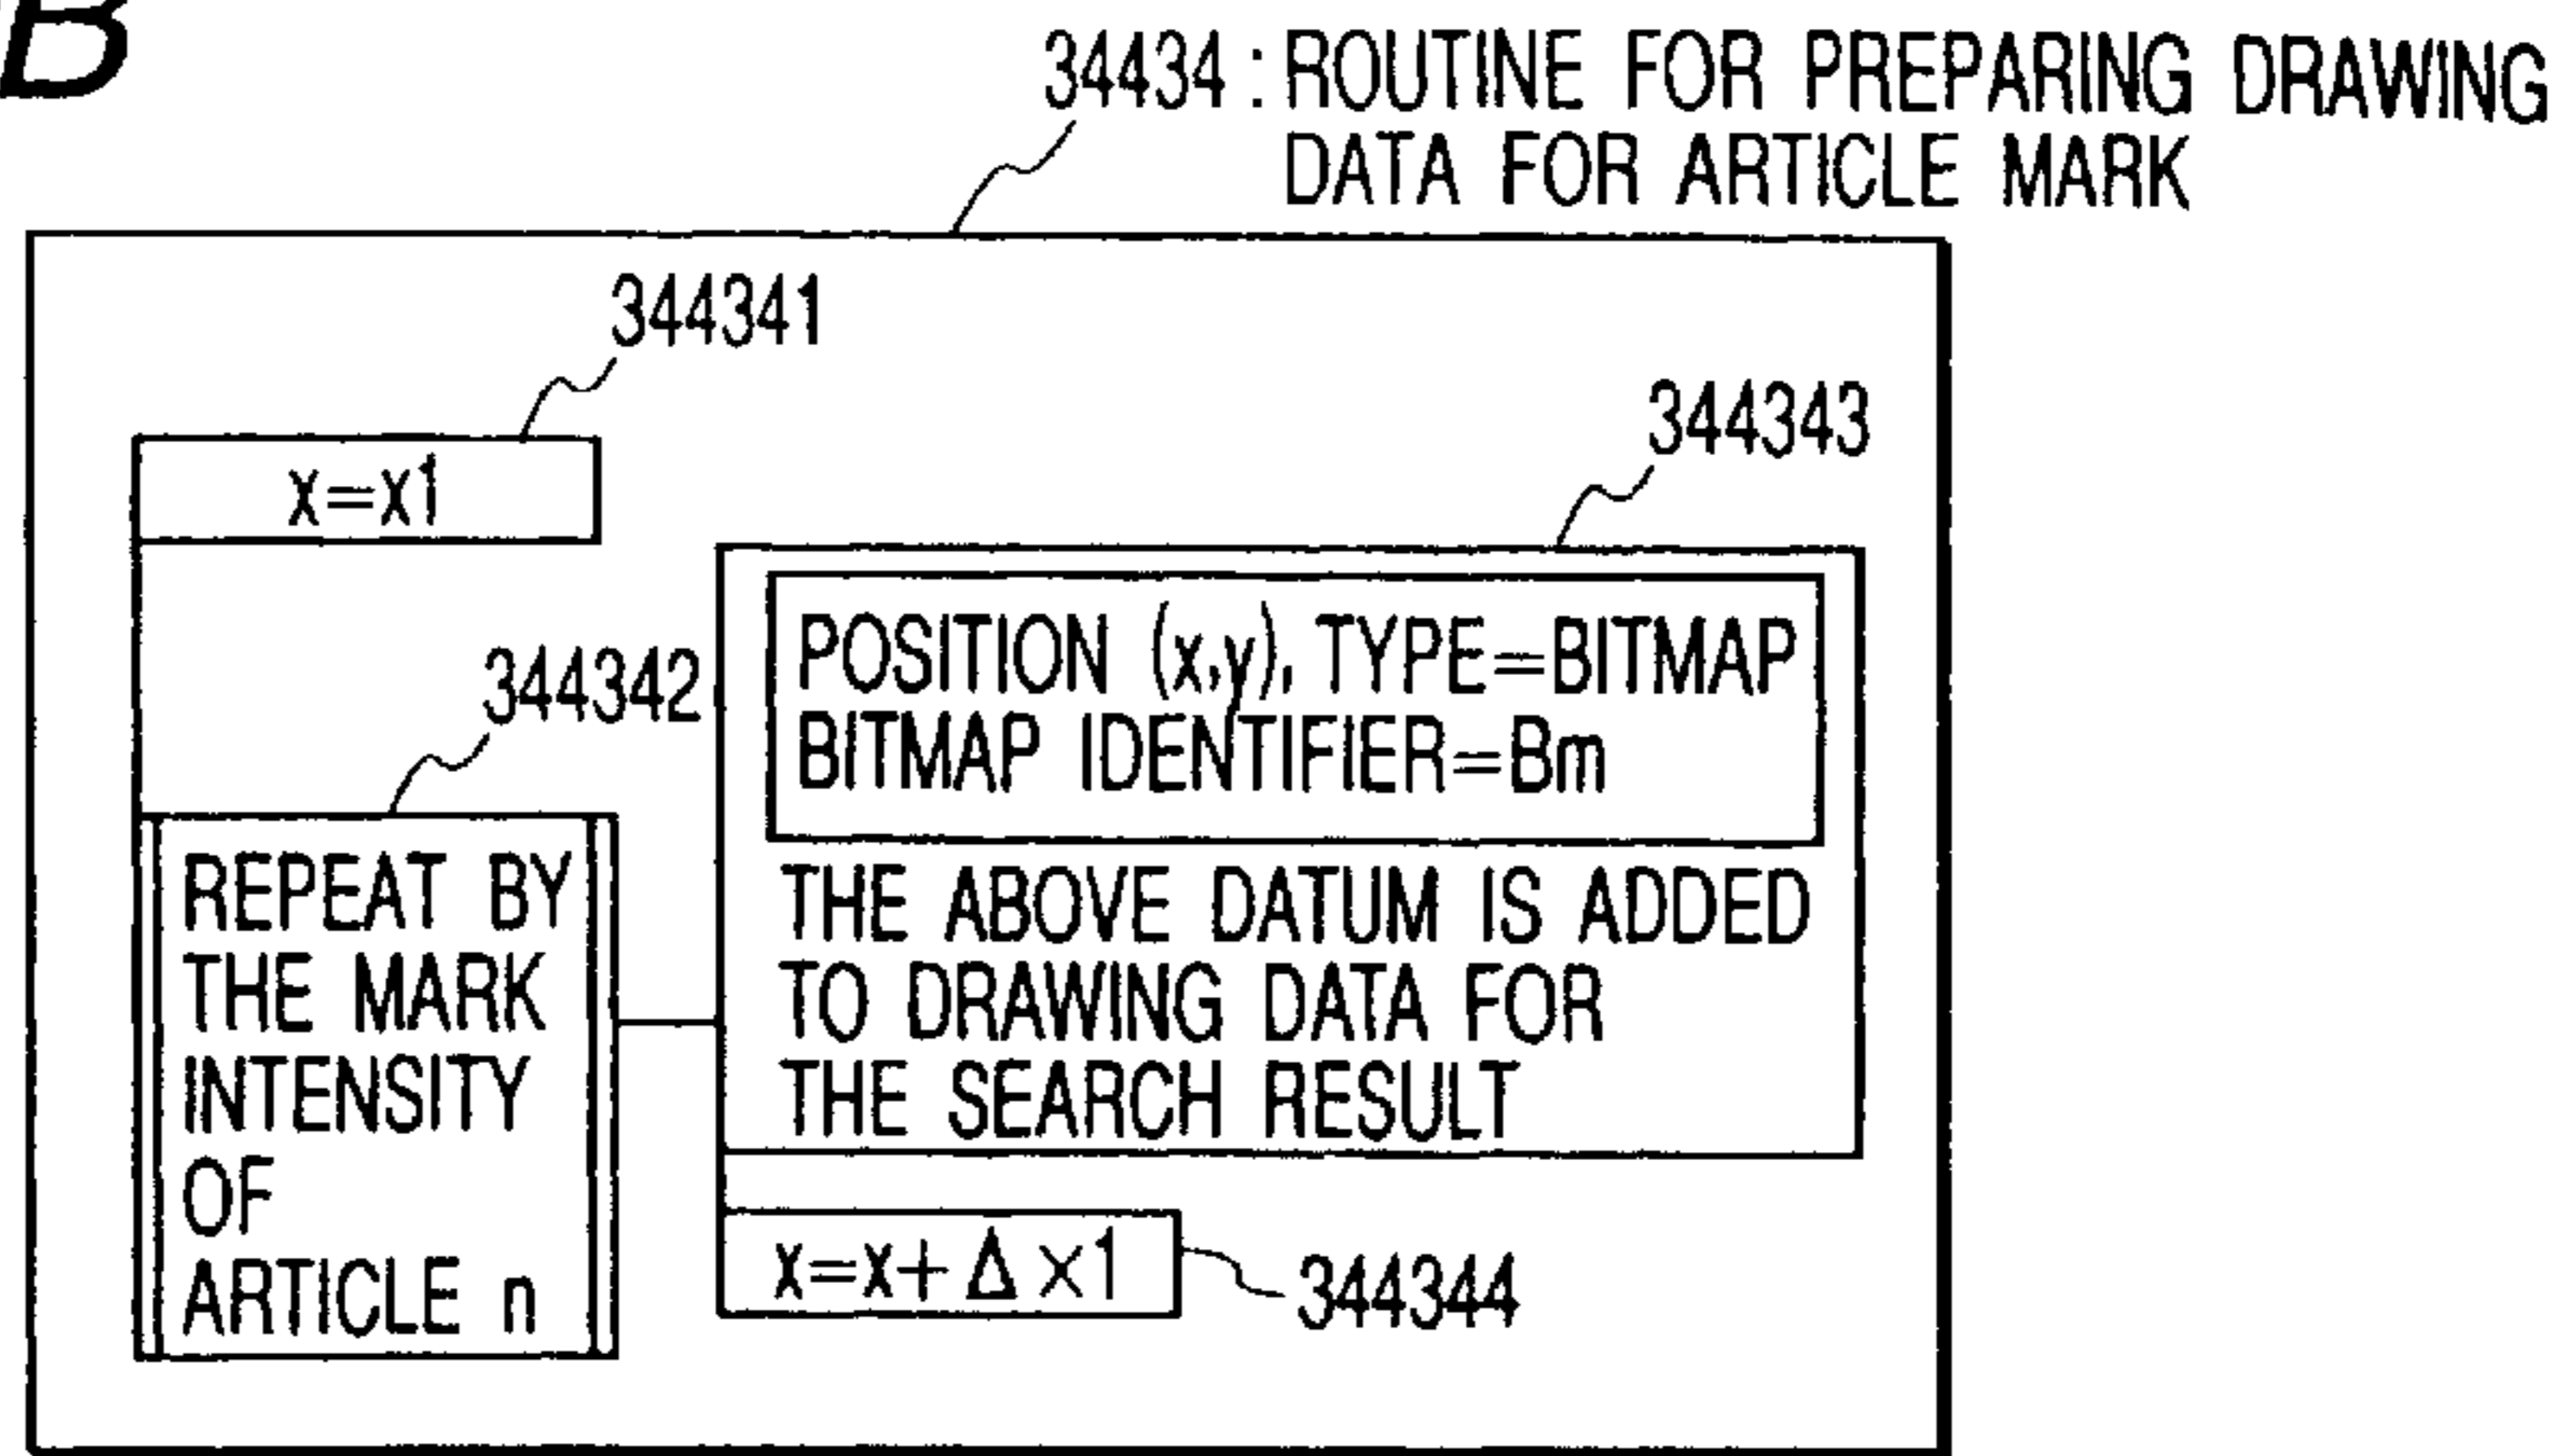 B
34434 : ROUTINE FOR PREPARING DRAWING
DATA FOR ARTICLE MARK
344341
x=x1
344342
REPEAT BY
THE MARK
INTENSITY
OF
ARTICLE n
344343
POSITION (x,y), TYPE=BITMAP
BITMAP IDENTIFIER=Bm
THE ABOVE DATUM IS ADDED
TO DRAWING DATA FOR
THE SEARCH RESULT
x=x+Δ×1
344344